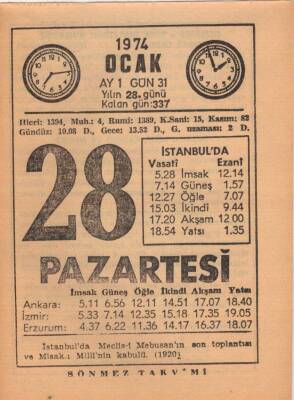 1974
OCAK
AY 1 GÜN 31
Yılın 28. günü
Kalan gün: 337
Hicri: 1394, Muh.: 4, Rumi: 1389, K.Sani: 15, Kasım: 82
Gündüz: 10.08 D., Gece: 13.52 D., G. uzaması: 2 D.
28
İSTANBUL'DA
Vasatî Ezanî
5.28 İmsak 12.14
7.14 Güneş 1.57
12.27 Öğle 7.07
15.03 İkindi 9.44
17.20 Akşam 12.00
18.54 Yatsı 1.35
PAZARTESİ
İmsak Güneş Öğle İkindi Akşam Yatsı
Ankara: 5.11 6.56 12.11 14.51 17.07 18.40
İzmir: 5.33 7.14 12.35 15.18 17.35 19.05
Erzurum: 4.37 6.22 11.36 14.17 16.37 18.07
İstanbul'da Meclis-i Mebusan'ın son toplantısı
ve Misak-ı Milli'nin kabulü. (1920)
SÖNMEZ TAKVİMİ